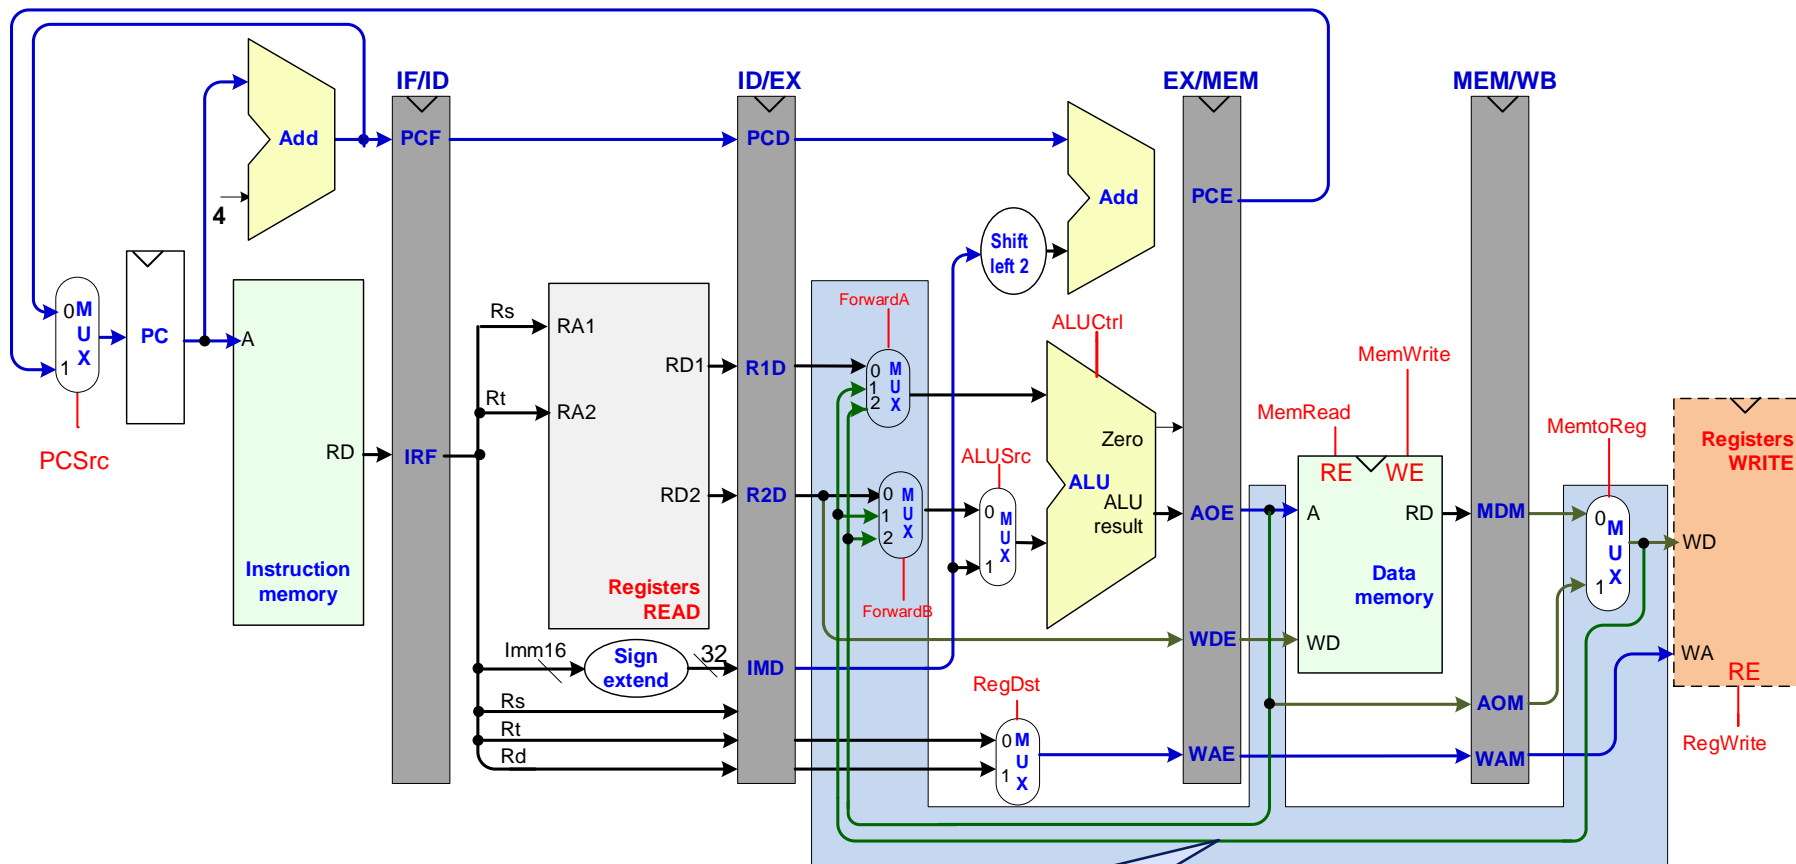 IF/ID
ID/EX
EX/MEM
MEM/WB
Add
4
PCF
PCD
Add
PCE
Shift
left 2
0
M
U
X
1
PCSrc
PC
A
RD
Instruction
memory
IRF
Rs
RA1
Rt
RA2
RD1
RD2
Registers
READ
Imm16
Sign
extend
32
Rs
Rt
Rd
R1D
R2D
IMD
ForwardA
0
1
2
M
U
X
0
1
2
M
U
X
ForwardB
ALUSrc
0
M
U
X
1
ALUCtrl
Zero
ALU
ALU
result
RegDst
0
M
U
X
1
AOE
WDE
WAE
MemRead
MemWrite
RE
WE
A
RD
Data
memory
WD
MDM
AOM
WAM
MemtoReg
0
M
U
X
1
Registers
WRITE
WD
WA
RE
RegWrite